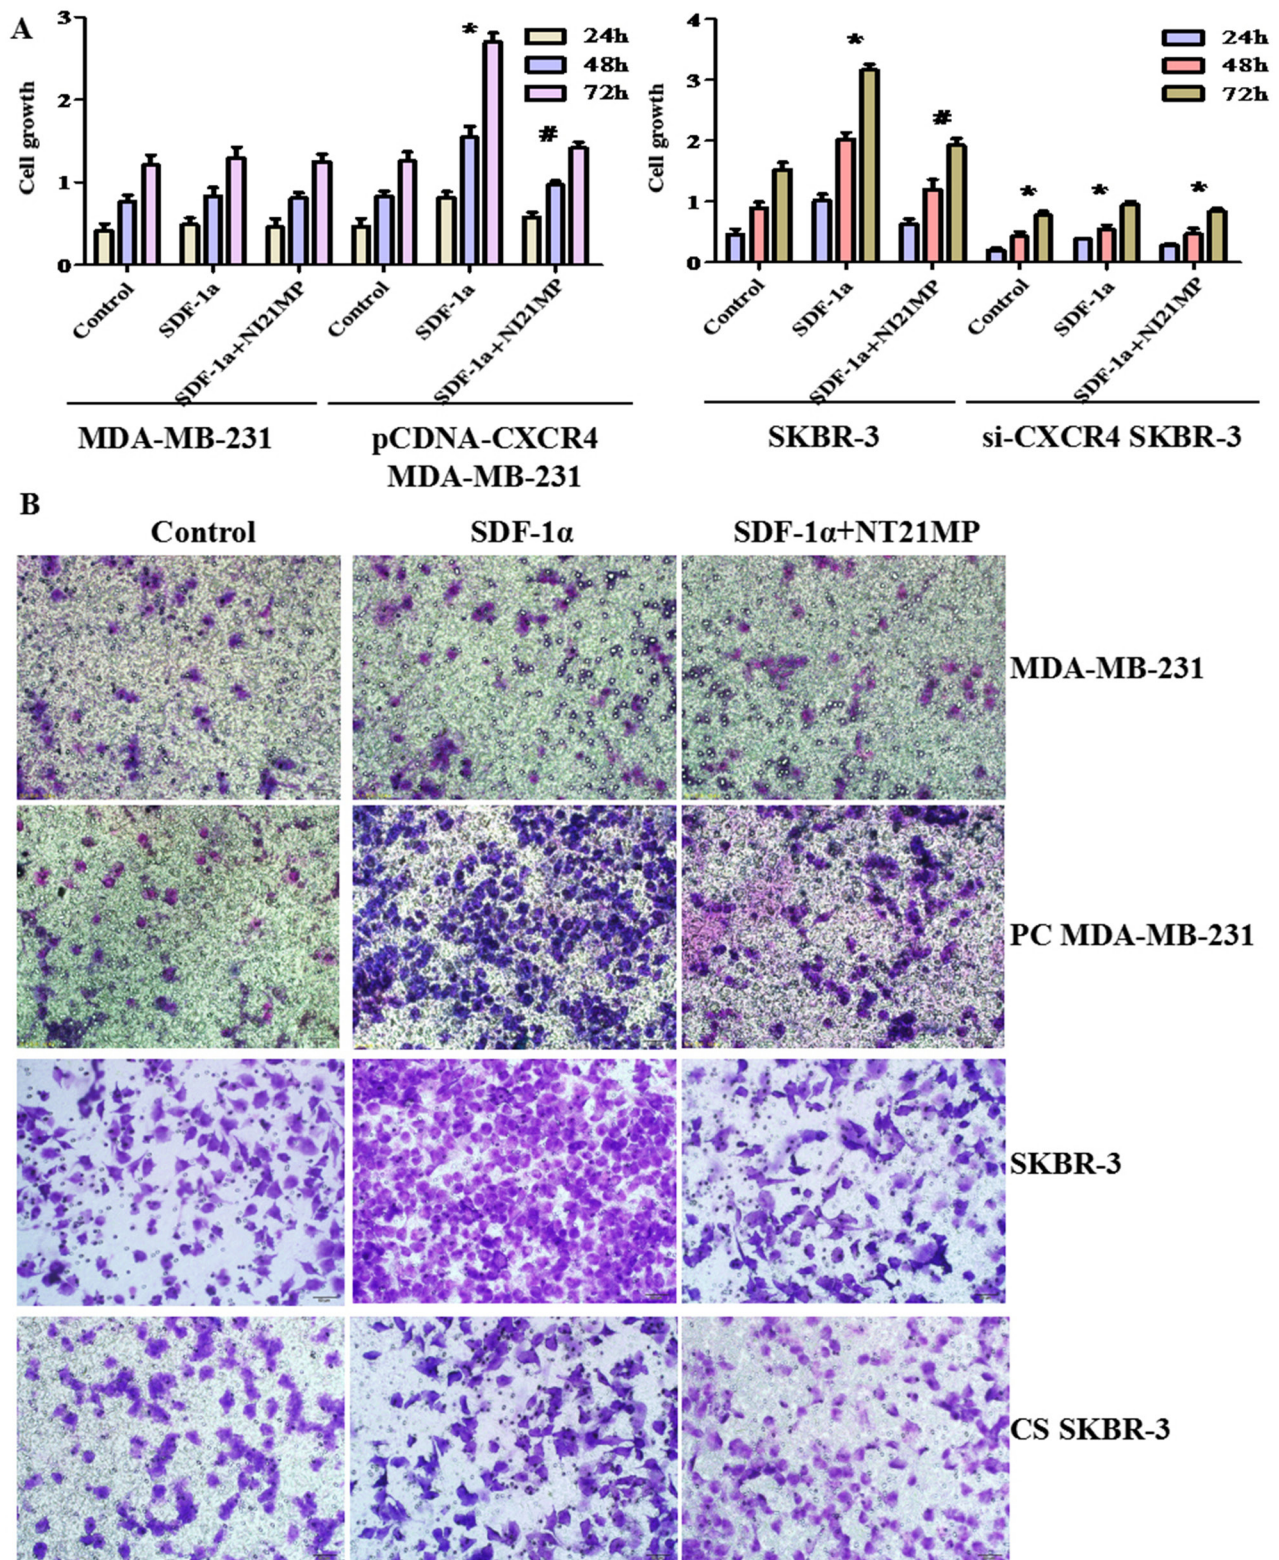 A
3
2
1
0
Cell growth
24h
48h
72h
*
#
Control
SDF-1a
SDF-1a+NI21MP
Control
SDF-1a
SDF-1a+NI21MP
MDA-MB-231
pCDNA-CXCR4
MDA-MB-231
4
3
2
1
0
Cell growth
24h
48h
72h
*
#
*
*
*
Control
SDF-1a
SDF-1a+NI21MP
Control
SDF-1a
SDF-1a+NI21MP
SKBR-3
si-CXCR4 SKBR-3
B
Control
SDF-1α
SDF-1α+NT21MP
MDA-MB-231
PC MDA-MB-231
SKBR-3
CS SKBR-3